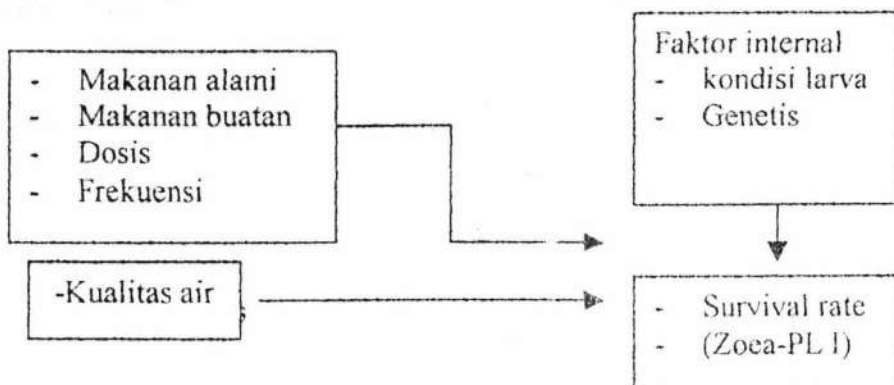 - Makanan alami
- Makanan buatan
- Dosis
- Frekuensi
-Kualitas air
Faktor internal
- kondisi larva
- Genetis
- Survival rate
- (Zoea-PL I)